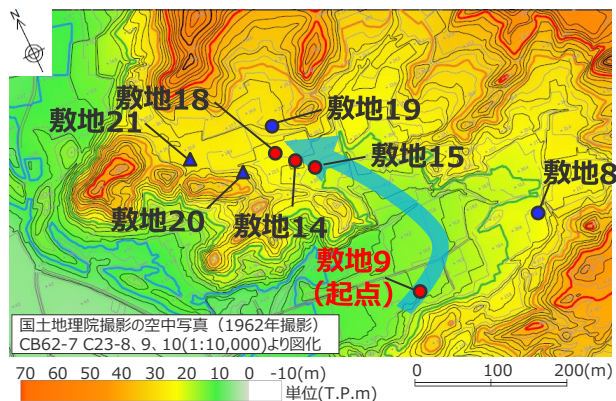 N
敷地18
敷地19
敷地21
敷地15
敷地8
敷地20
敷地14
敷地9
(起点)
国土地理院撮影の空中写真(1962年撮影)
CB62-7 C23-8、9、10(1:10,000)より図化
70 60 50 40 30 20 10 0 -10(m)
単位(T.P.m)
0 100 200(m)